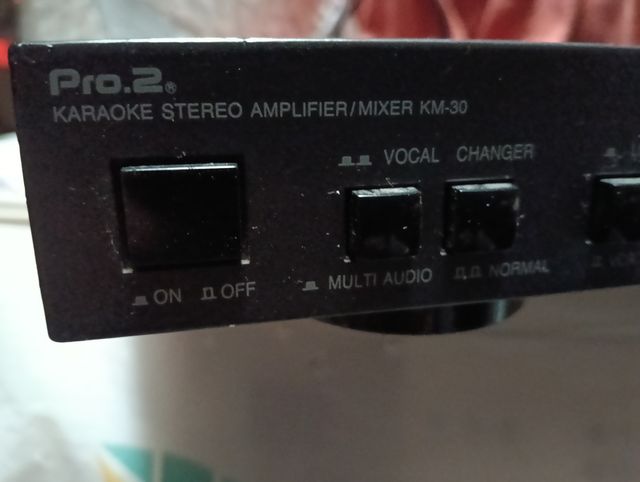 Pro.2®
KARAOKE STEREO AMPLIFIER/MIXER KM-30
VOCAL CHANGER
ON OFF
MULTI AUDIO
NORMAL